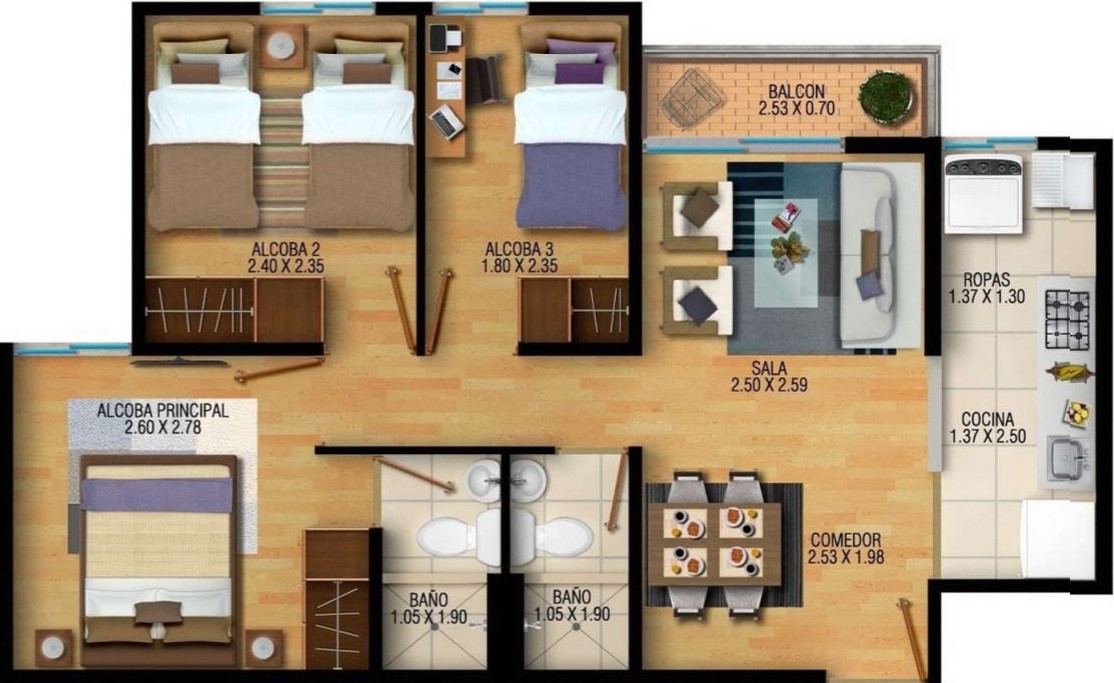 BALCON
2.53 X 0.70
ALCOBA 2
2.40 X 2.35
ALCOBA 3
1.80 X 2.35
ROPAS
1.37 X 1.30
SALA
2.50 X 2.59
ALCOBA PRINCIPAL
2.60 X 2.78
COCINA
1.37 X 2.50
COMEDOR
2.53 X 1.98
BAÑO
1.05 X 1.90
BAÑO
1.05 X 1.90